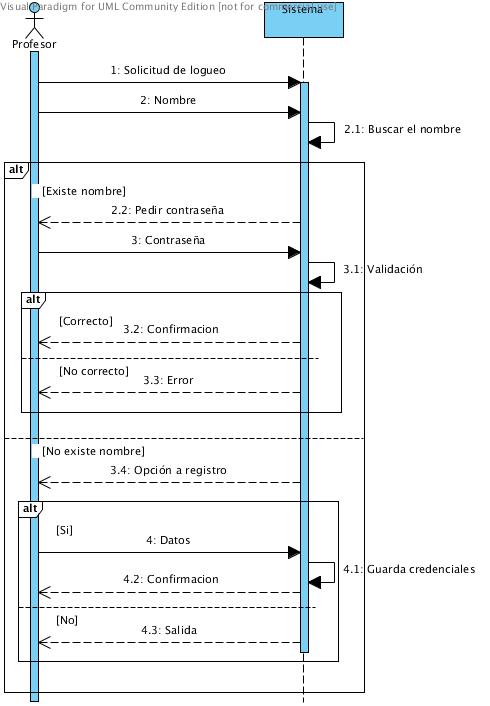 Visual Paradigm for UML Community Edition [not for commercial use]
Sistema
Profesor
1: Solicitud de logueo
2: Nombre
2.1: Buscar el nombre
alt
[Existe nombre]
2.2: Pedir contraseña
3: Contraseña
3.1: Validación
alt
[Correcto]
3.2: Confirmacion
[No correcto]
3.3: Error
[No existe nombre]
3.4: Opción a registro
alt
[Si]
4: Datos
4.1: Guarda credenciales
4.2: Confirmacion
[No]
4.3: Salida